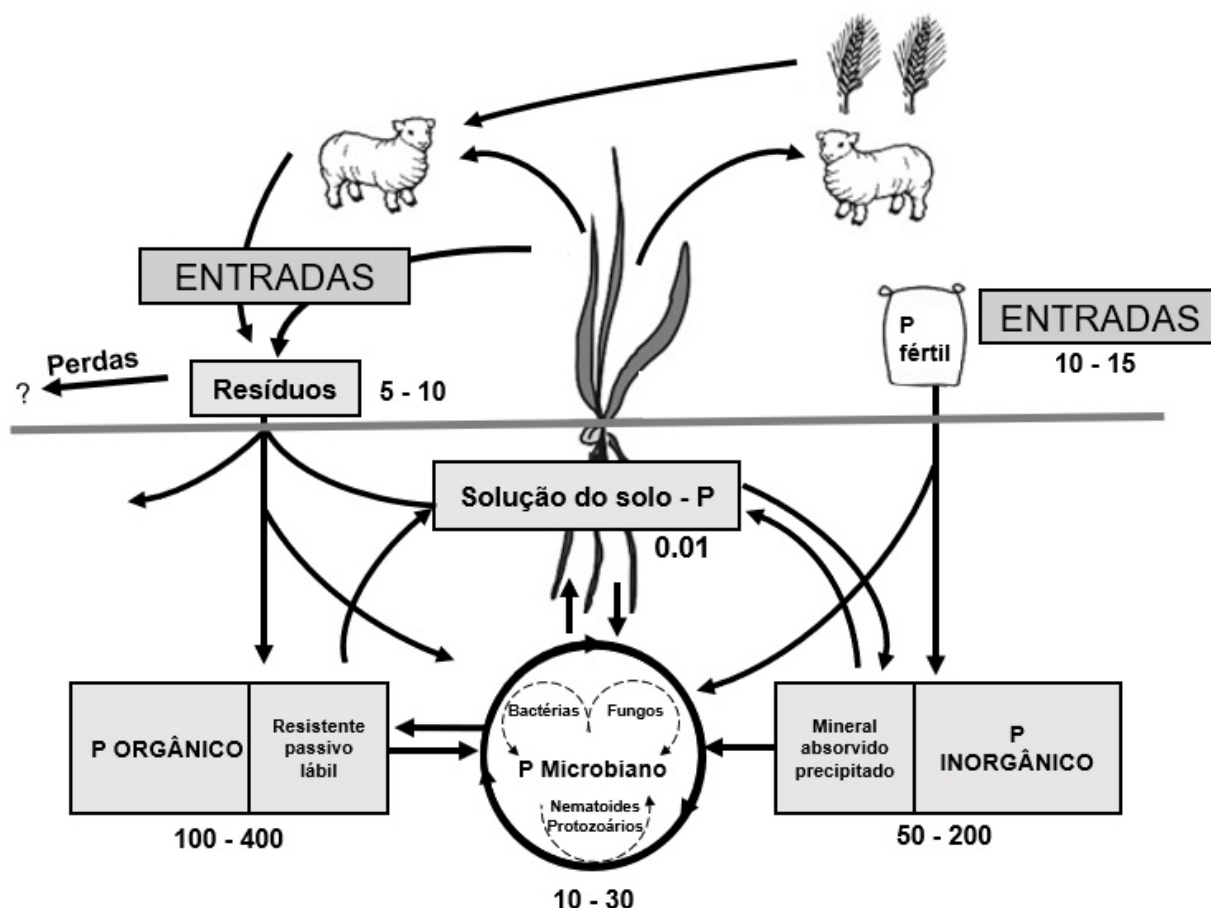 ENTRADAS
P
fértil
ENTRADAS
10 - 15
Perdas
?
Resíduos
5 - 10
Solução do solo - P
0.01
P ORGÂNICO
Resistente
passivo
lábil
100 - 400
Bactérias
Fungos
P Microbiano
Nematoides
Protozoários
10 - 30
Mineral
absorvido
precipitado
P
INORGÂNICO
50 - 200